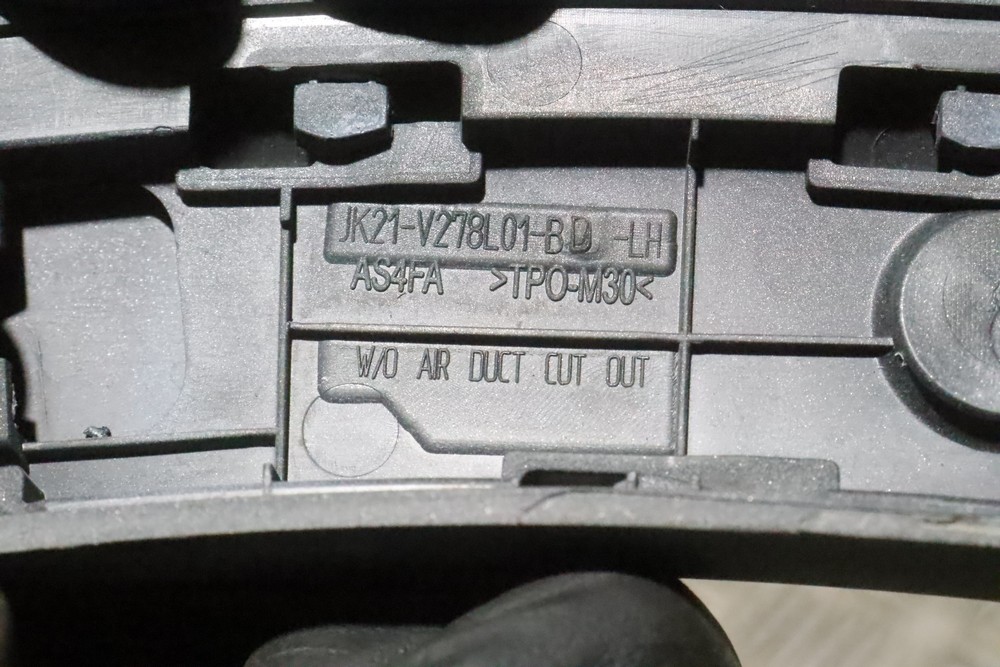 JK21-V278L01-BD -LH
AS4FA >TPO-M30<
W/O AIR DUCT CUT OUT